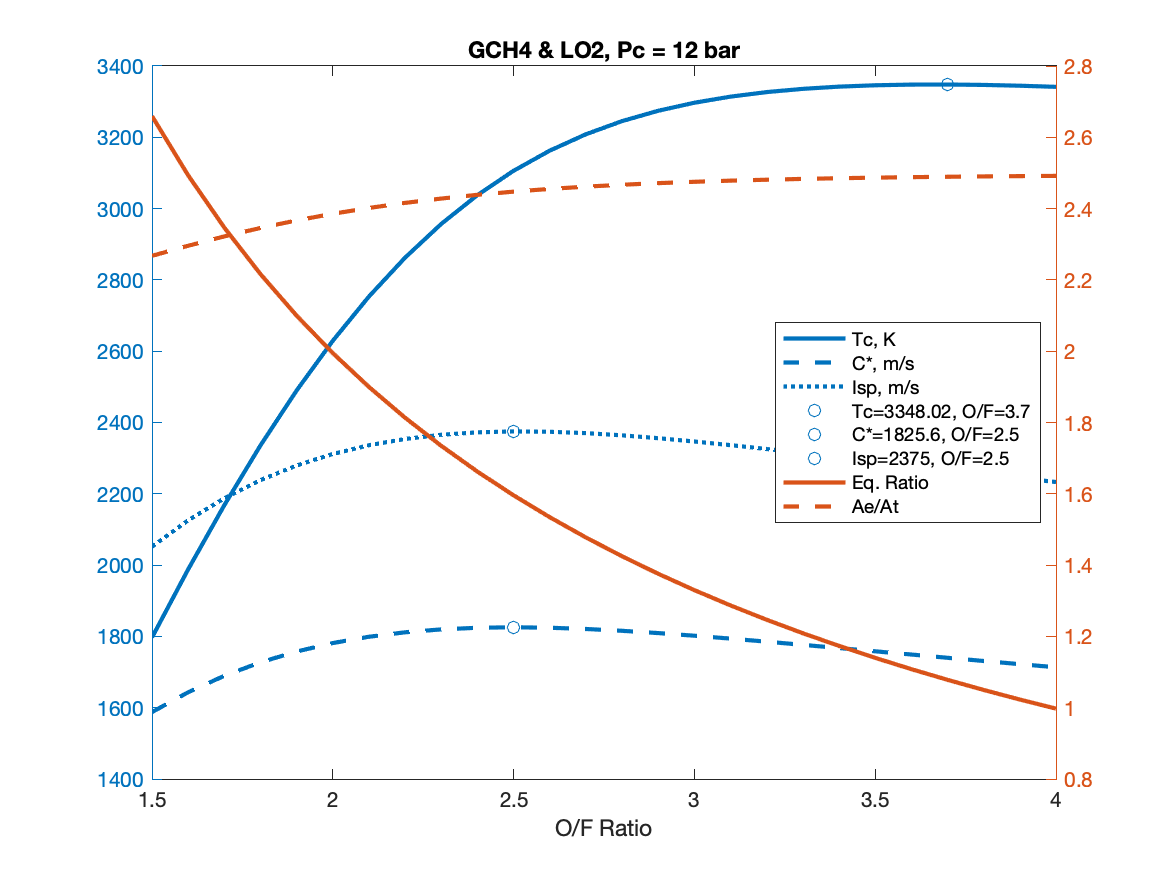 GCH4 & LO2, Pc = 12 bar
3400
3200
3000
2800
2600
2400
2200
2000
1800
1600
1400
2.8
2.6
2.4
2.2
2
1.8
1.6
1.4
1.2
1
0.8
Tc, K
C*, m/s
Isp, m/s
Tc=3348.02, O/F=3.7
C*=1825.6, O/F=2.5
Isp=2375, O/F=2.5
Eq. Ratio
Ae/At
1.5 2 2.5 3 3.5 4
O/F Ratio